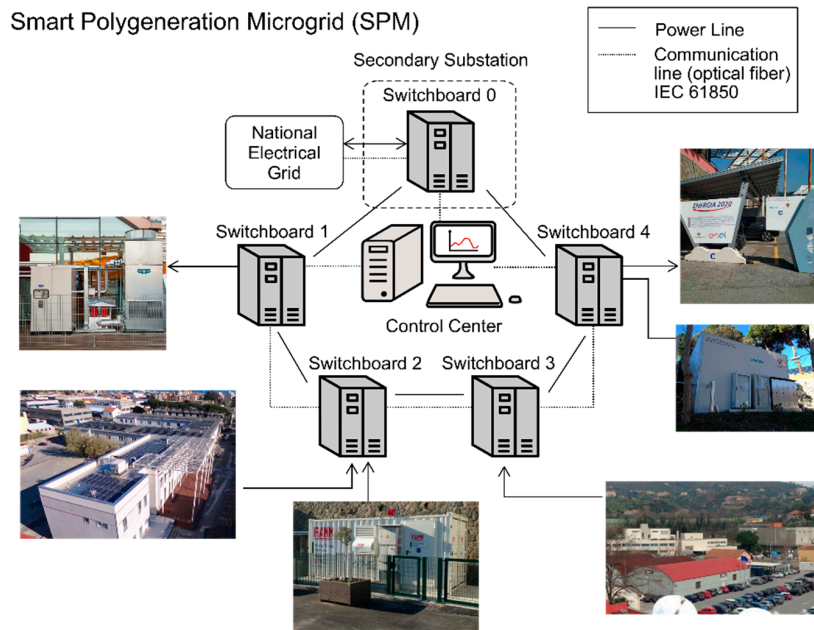 Smart Polygeneration Microgrid (SPM)
Power Line
Communication
line (optical fiber)
IEC 61850
Secondary Substation
Switchboard 0
National
Electrical
Grid
Switchboard 1
Switchboard 4
ENERGIA 2020
Control Center
Switchboard 2
Switchboard 3
FIAMM